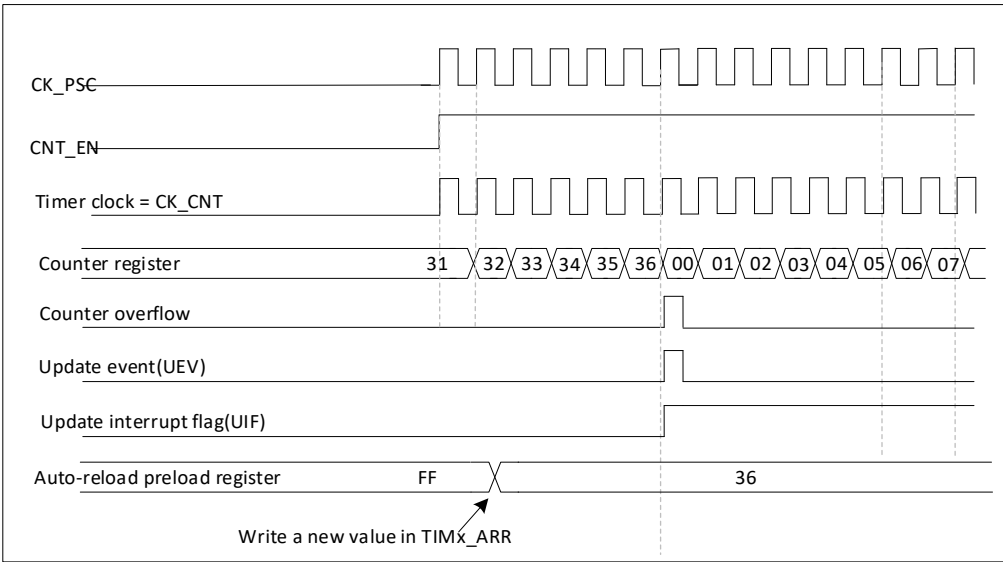 CK_PSC
CNT_EN
Timer clock = CK_CNT
Counter register 31 32 33 34 35 36 00 01 02 03 04 05 06 07
Counter overflow
Update event(UEV)
Update interrupt flag(UIF)
Auto-reload preload register FF 36
Write a new value in TIMx_ARR